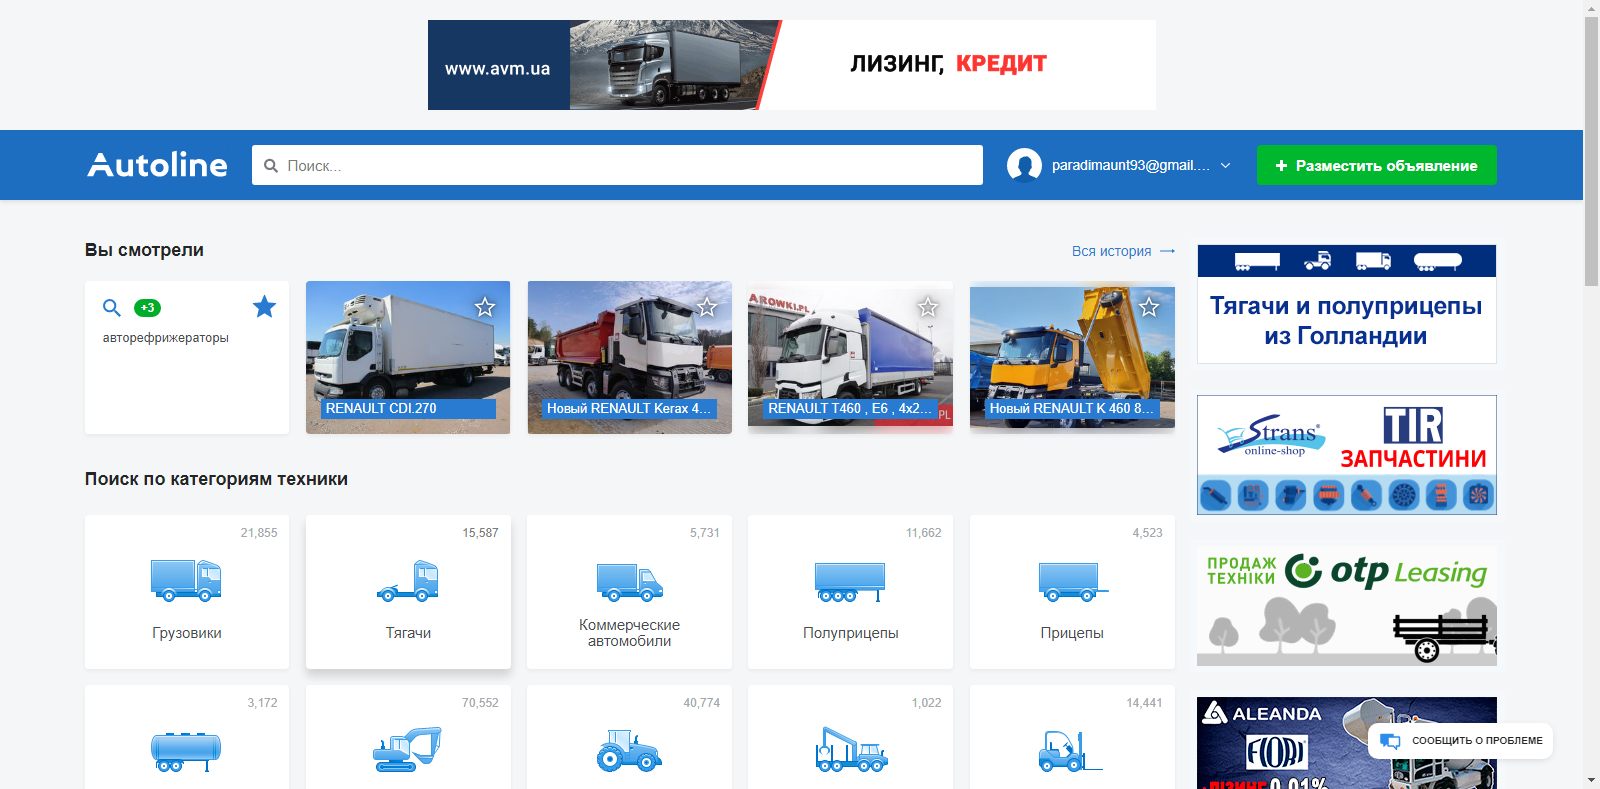 www.avm.ua
ЛИЗИНГ, КРЕДИТ
Autoline
Поиск...
paradimaunt93@gmail....
+ Разместить объявление
Вы смотрели
Вся история →
+3
авторефрижераторы
RENAULT CDI.270
Новый RENAULT Kerax 4...
AROWKI.PL
RENAULT T460 , E6 , 4x2...
PL
Новый RENAULT K 460 8...
Поиск по категориям техники
21,855
Грузовики
15,587
Тягачи
5,731
Коммерческие
автомобили
11,662
Полуприцепы
4,523
Прицепы
3,172
70,552
40,774
1,022
14,441
Тягачи и полуприцепы
из Голландии
Strans®
online-shop
TIR
ЗАПЧАСТИНИ
ПРОДАЖ
ТЕХНІКИ
otp Leasing
ALEANDA
FIORI
ЛІЗИНГ 0,01%
СООБЩИТЬ О ПРОБЛЕМЕ